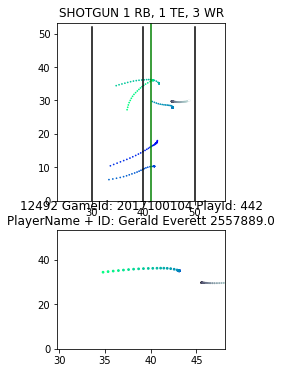 SHOTGUN 1 RB, 1 TE, 3 WR
50
40
30
20
10
0
30 40 50
12492 GameId: 2017100104 PlayId: 442
PlayerName + ID: Gerald Everett 2557889.0
40
20
0
30 35 40 45